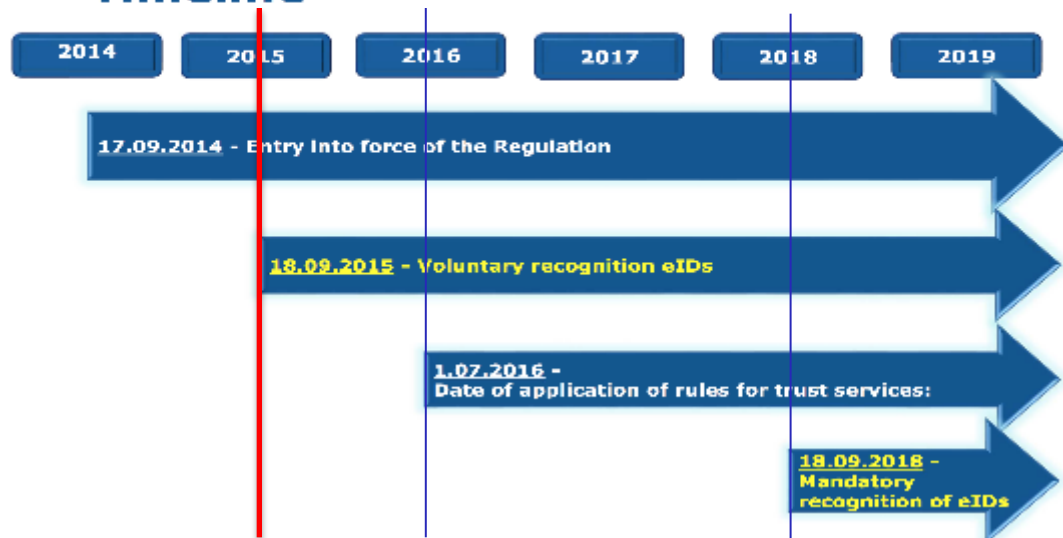 Timeline
2014 2015 2016 2017 2018 2019
17.09.2014 - Entry into force of the Regulation
18.09.2015 - Voluntary recognition eIDs
1.07.2016 -
Date of application of rules for trust services:
18.09.2018 -
Mandatory
recognition of eIDs